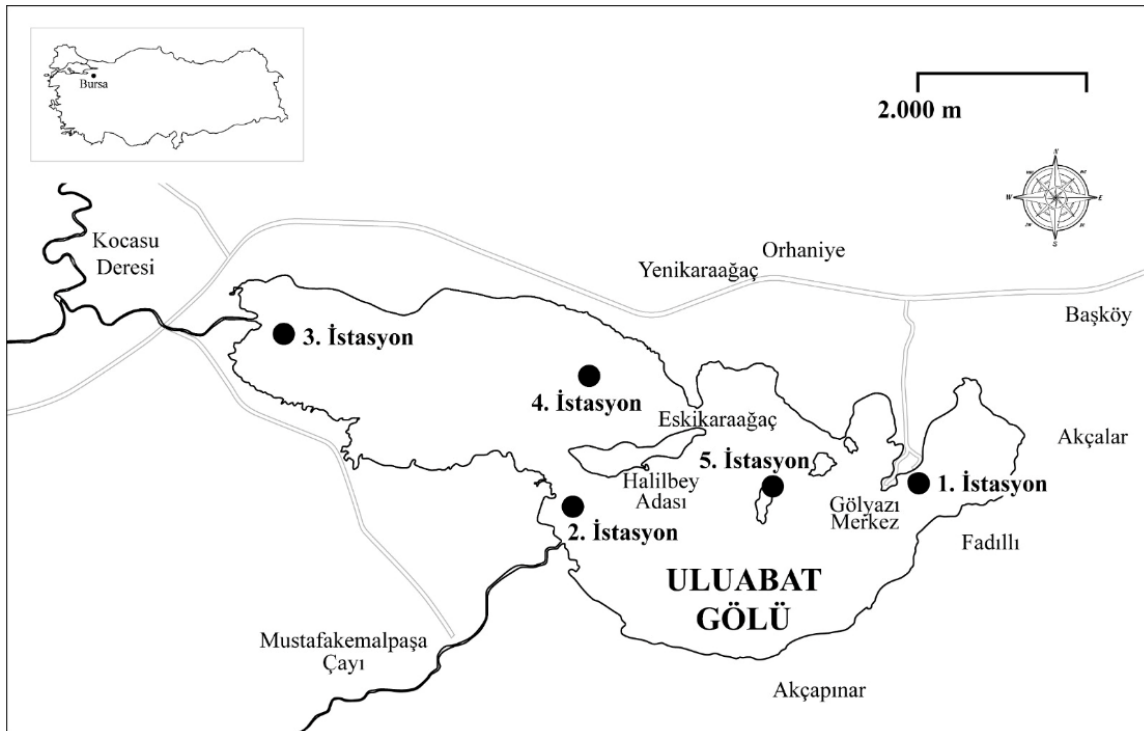 Bursa
2.000 m
N
W
E
S
Kocasu
Deresi
Orhaniye
Yenikaraağaç
Başköy
3. İstasyon
4. İstasyon
Eskikaraağaç
Akçalar
5. İstasyon
Halilbey
Adası
1. İstasyon
Gölyazı
Merkez
2. İstasyon
Fadıllı
ULUABAT
GÖLÜ
Mustafakemalpaşa
Çayı
Akçapınar